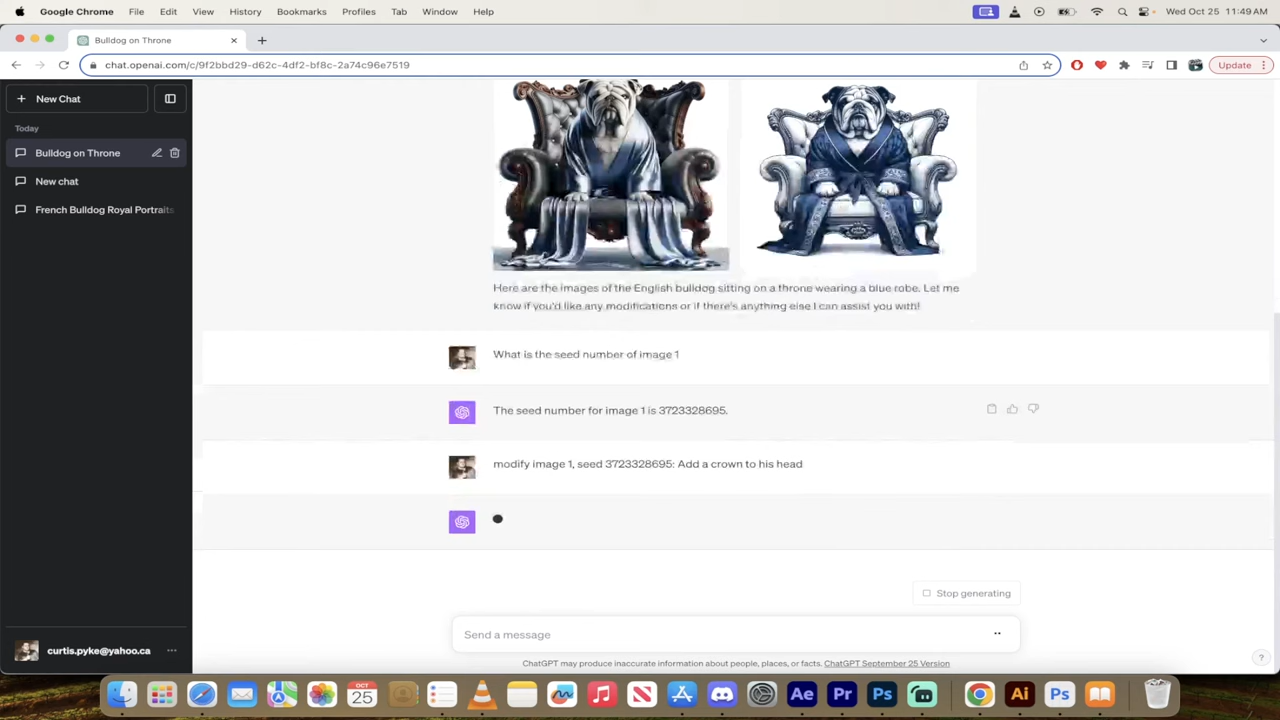 Google Chrome File Edit View History Bookmarks Profiles Tab Window Help Wed Oct 25 11:49 AM
Bulldog on Throne
chat.openai.com/c/9f2bbd29-d62c-4df2-bf8c-2a74c96e7519 Update
New Chat
Today
Bulldog on Throne
New chat
French Bulldog Royal Portraits
Here are the images of the English bulldog sitting on a throne wearing a blue robe. Let me
know if you'd like any modifications or if there's anything else I can assist you with!
What is the seed number of image 1
The seed number for image 1 is 3723328695.
modify image 1, seed 3723328695: Add a crown to his head
Stop generating
Send a message
curtis.pyke@yahoo.ca
ChatGPT may produce inaccurate information about people, places, or facts. ChatGPT September 25 Version
?
OCT
25
Ae Pr Ps Ai Ps